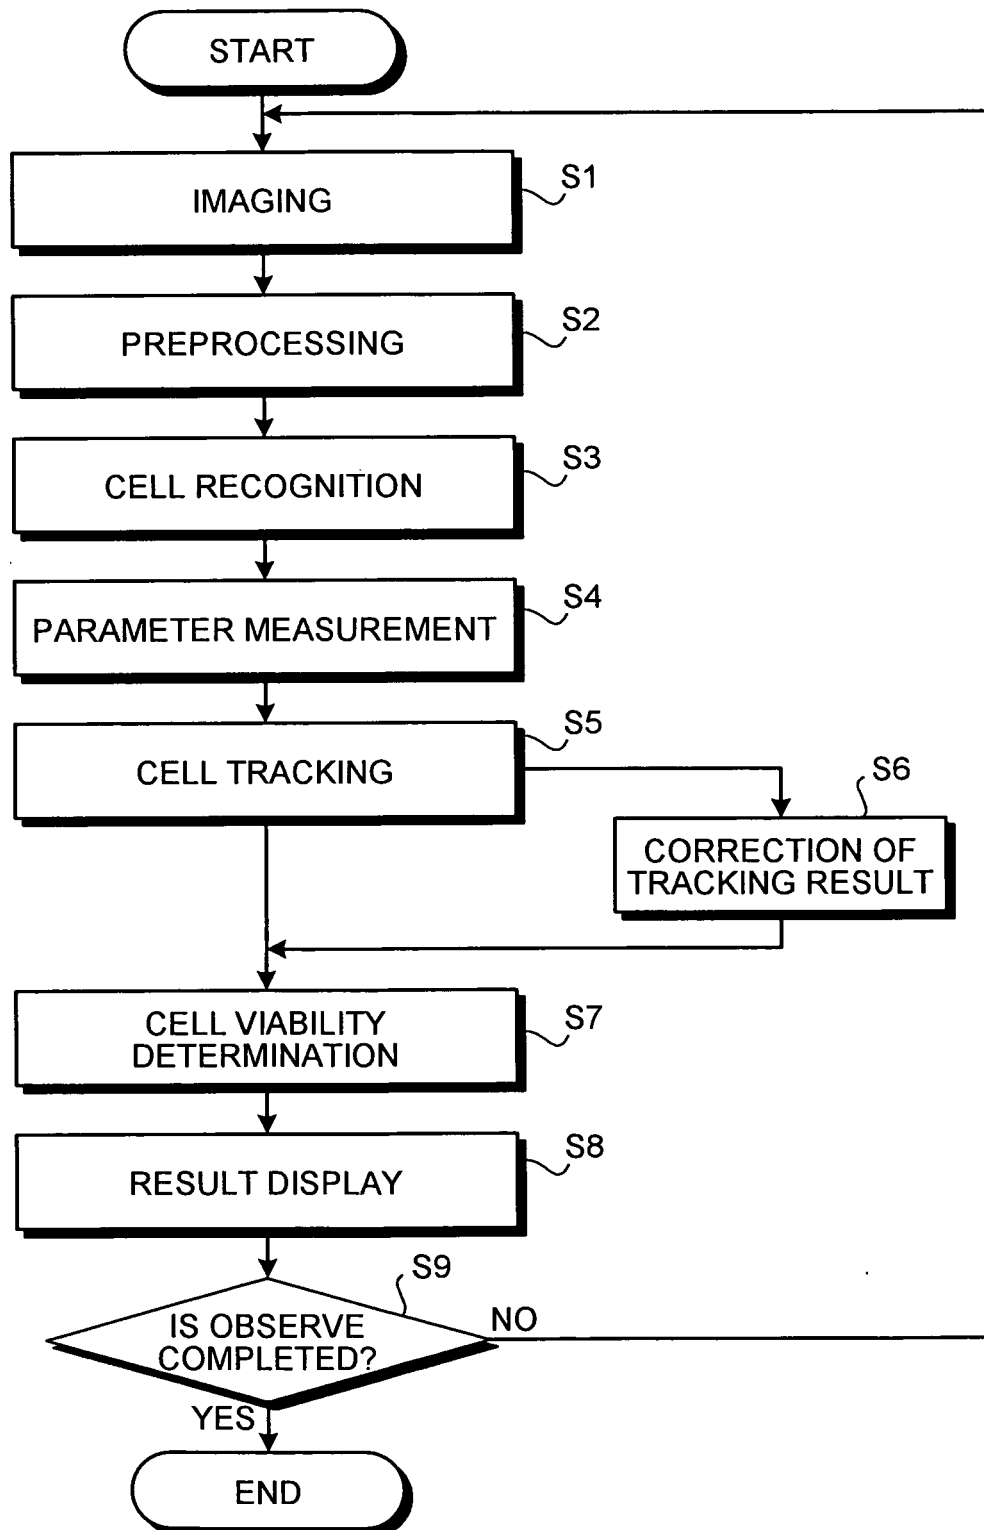 START
IMAGING
S1
PREPROCESSING
S2
CELL RECOGNITION
S3
PARAMETER MEASUREMENT
S4
CELL TRACKING
S5
CORRECTION OF
TRACKING RESULT
S6
CELL VIABILITY
DETERMINATION
S7
RESULT DISPLAY
S8
IS OBSERVE
COMPLETED?
S9
NO
YES
END